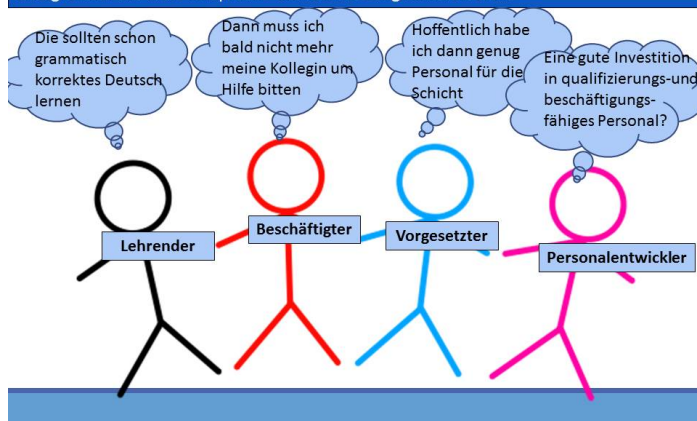 Die sollten schon
grammatisch
korrektes Deutsch
lernen
Dann muss ich
bald nicht mehr
meine Kollegin um
Hilfe bitten
Hoffentlich habe
ich dann genug
Personal für die
Schicht
Eine gute Investition
in qualifizierungs-und
beschäftigungs-
fähiges Personal?
Lehrender
Beschäftigter
Vorgesetzter
Personalentwickler